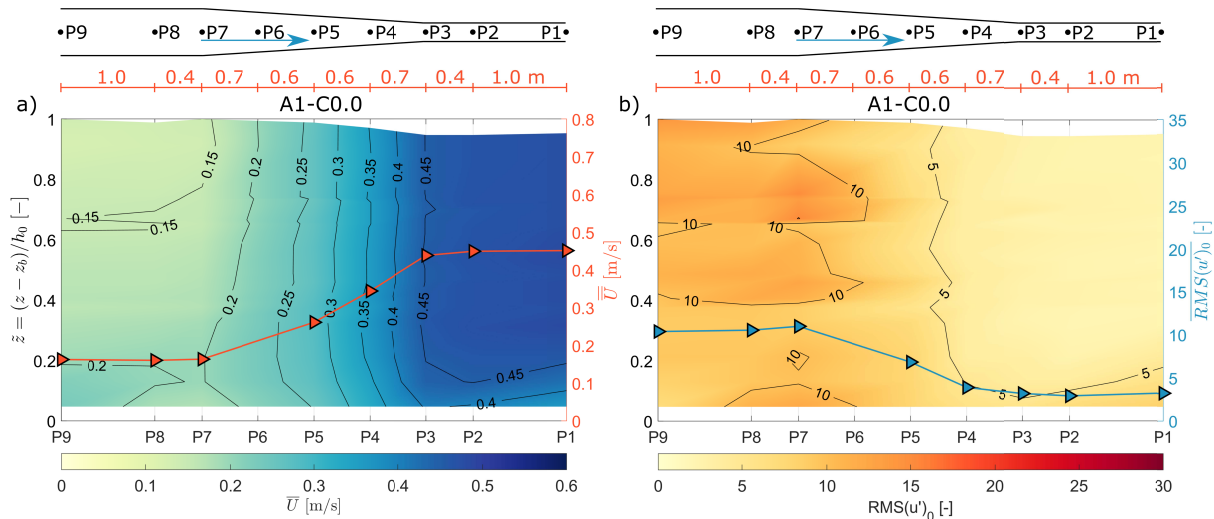 P9 P8 P7 P6 P5 P4 P3 P2 P1
1.0 0.4 0.7 0.6 0.6 0.7 0.4 1.0 m
a) A1-C0.0
1 0.8 0.6 0.4 0.2 0
z̃ = (z − z_b)/h_0 [−]
0.15 0.15 0.15 0.2 0.25 0.3 0.35 0.4 0.45
0.2 0.25 0.3 0.35 0.4 0.45
0.2 0.45 0.4
0.8 0.7 0.6 0.5 0.4 0.3 0.2 0.1 0
U̿ [m/s]
P9 P8 P7 P6 P5 P4 P3 P2 P1
0 0.1 0.2 0.3 0.4 0.5 0.6
U̅ [m/s]
P9 P8 P7 P6 P5 P4 P3 P2 P1
1.0 0.4 0.7 0.6 0.6 0.7 0.4 1.0 m
b) A1-C0.0
1 0.8 0.6 0.4 0.2 0
10 10 5
10 10
10 10 5
10
10 5 5
35 30 25 20 15 10 5 0
R̅M̅S̅(̅u̅'̅)̅_0 [-]
P9 P8 P7 P6 P5 P4 P3 P2 P1
0 5 10 15 20 25 30
RMS(u')_0 [-]